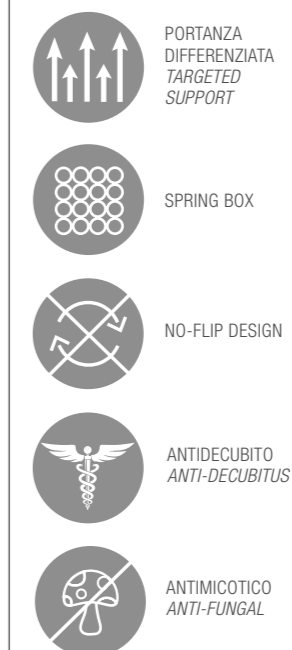 PORTANZA
DIFFERENZIATA
TARGETED
SUPPORT
SPRING BOX
NO-FLIP DESIGN
ANTIDECUBITO
ANTI-DECUBITUS
ANTIMICOTICO
ANTI-FUNGAL